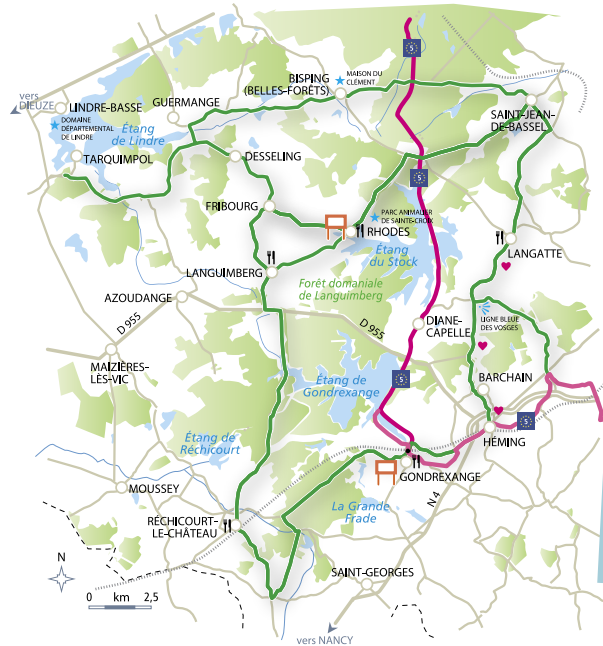 5
MAISON DU
CLÉMENT
BISPING
(BELLES-FORÊTS)
vers
DIEUZE
LINDRE-BASSE
GUERMANGE
SAINT-JEAN-
DE-BASSEL
DOMAINE
DÉPARTEMENTAL
DE LINDRE
Étang
de Lindre
TARQUIMPOL
DESSELING
5
FRIBOURG
PARC ANIMALIER
DE SAINTE-CROIX
RHODES
Étang
du Stock
LANGATTE
LANGUIMBERG
Forêt domaniale
de Languimberg
AZOUDANGE
D 955
D 955
DIANE-
CAPELLE
LIGNE BLEUE
DES VOSGES
MAIZIÈRES-
LÈS-VIC
Étang de
Gondrexange
5
BARCHAIN
5
HÉMING
Étang de
Réchicourt
GONDREXANGE
MOUSSEY
La Grande
Frade
N 4
RÉCHICOURT-
LE-CHÂTEAU
N
SAINT-GEORGES
0 km 2,5
vers NANCY